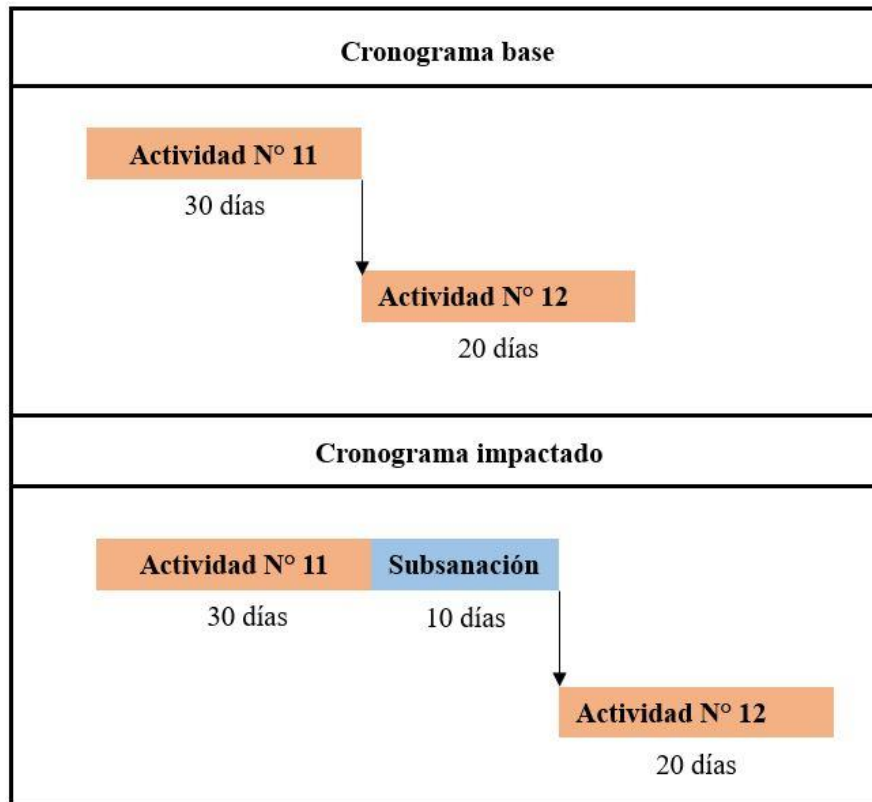 Cronograma base
Actividad N° 11
30 días
Actividad N° 12
20 días
Cronograma impactado
Actividad N° 11 Subsanación
30 días 10 días
Actividad N° 12
20 días